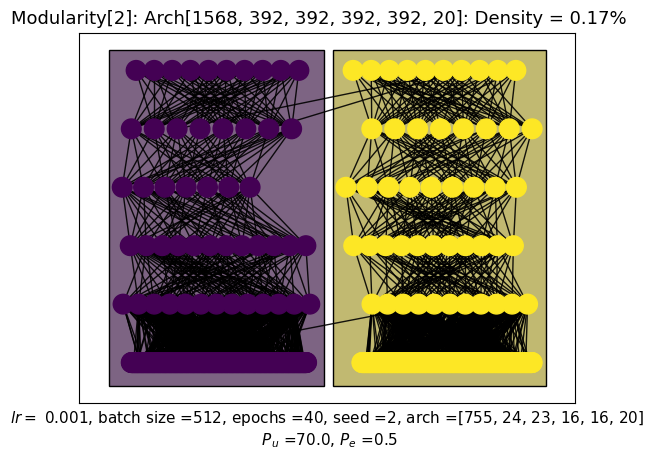 Modularity[2]: Arch[1568, 392, 392, 392, 392, 20]: Density = 0.17%
lr = 0.001, batch size =512, epochs =40, seed =2, arch =[755, 24, 23, 16, 16, 20]
P_u =70.0, P_e =0.5